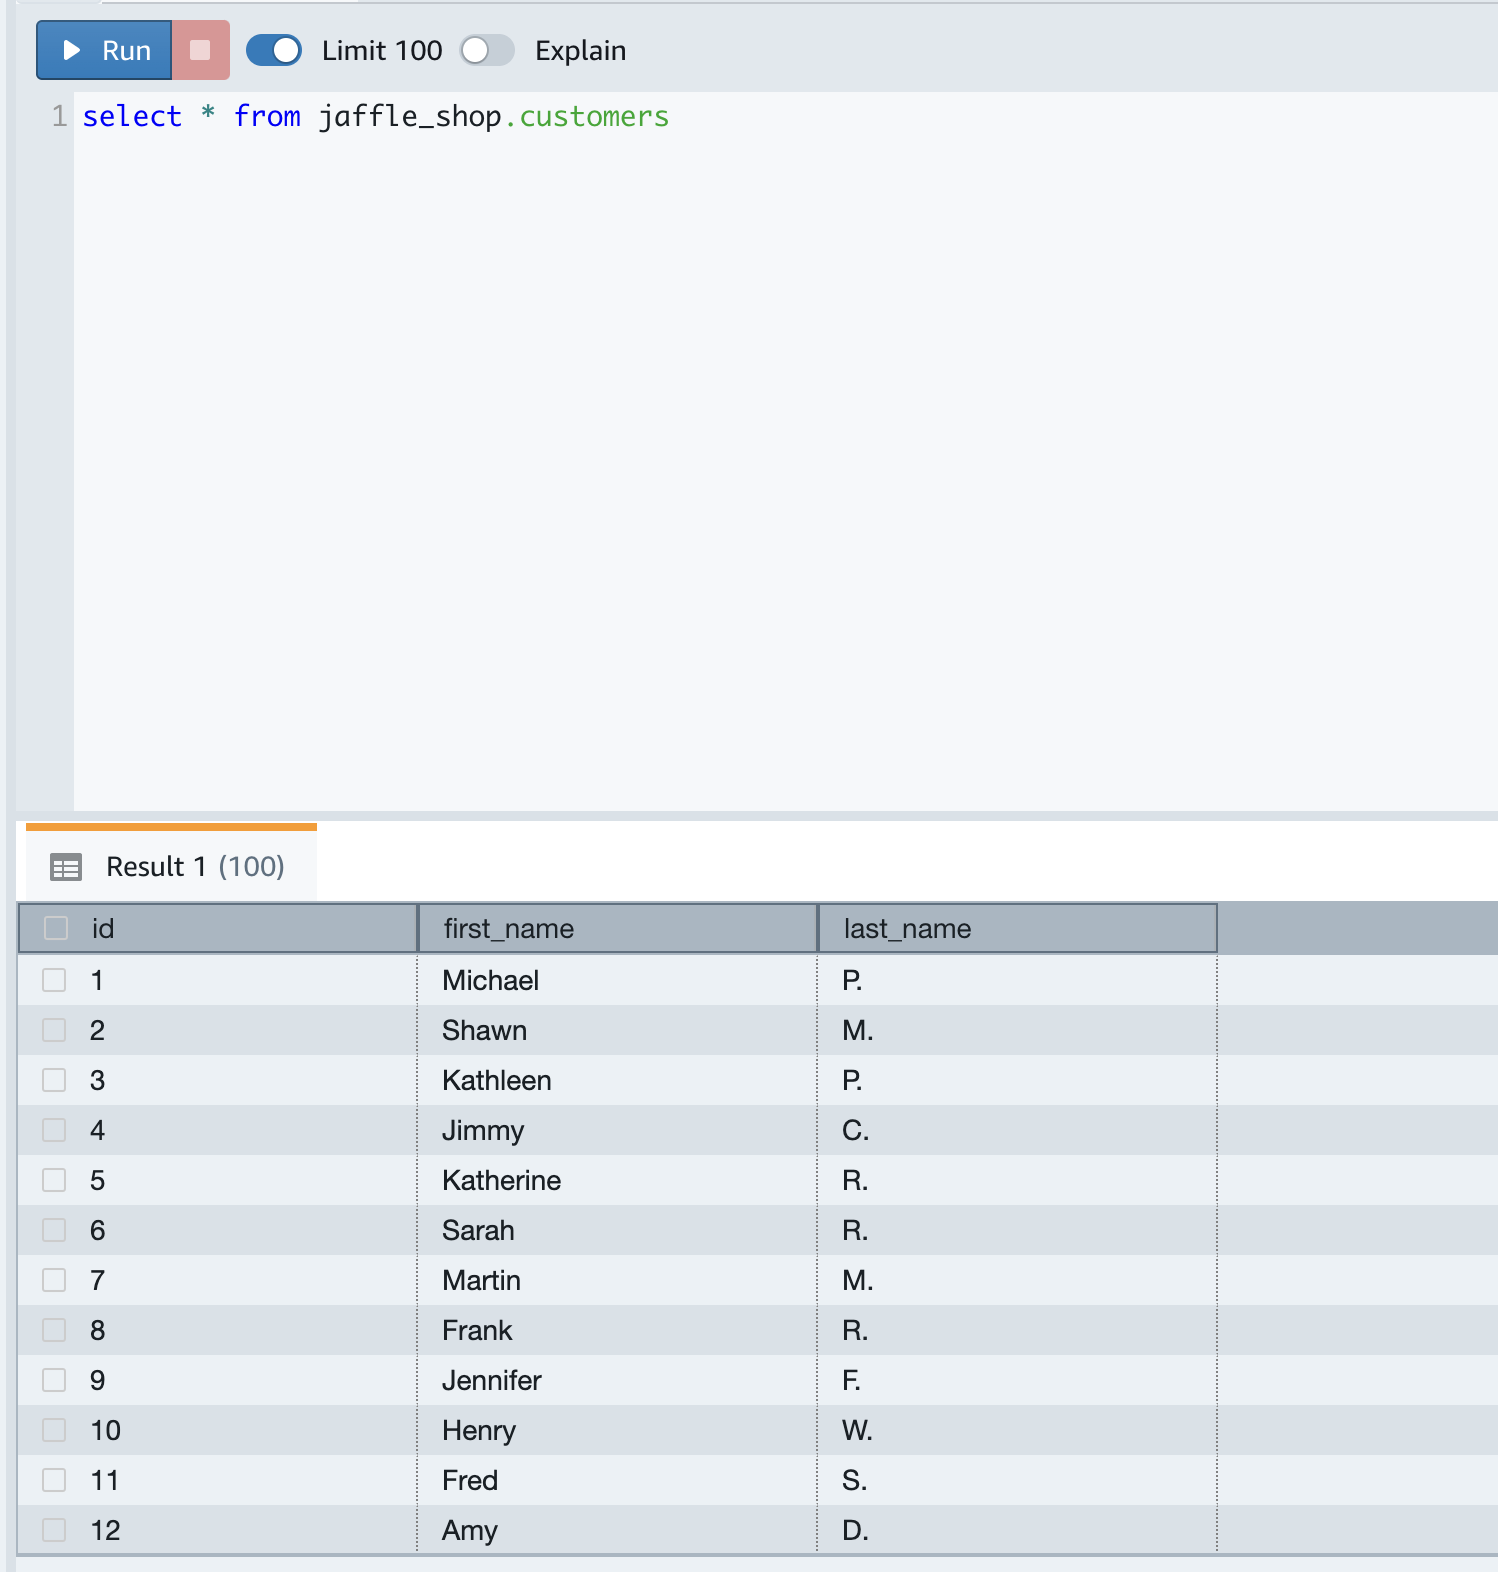 Run Limit 100 Explain
1 select * from jaffle_shop.customers
Result 1 (100)
id first_name last_name
1 Michael P.
2 Shawn M.
3 Kathleen P.
4 Jimmy C.
5 Katherine R.
6 Sarah R.
7 Martin M.
8 Frank R.
9 Jennifer F.
10 Henry W.
11 Fred S.
12 Amy D.